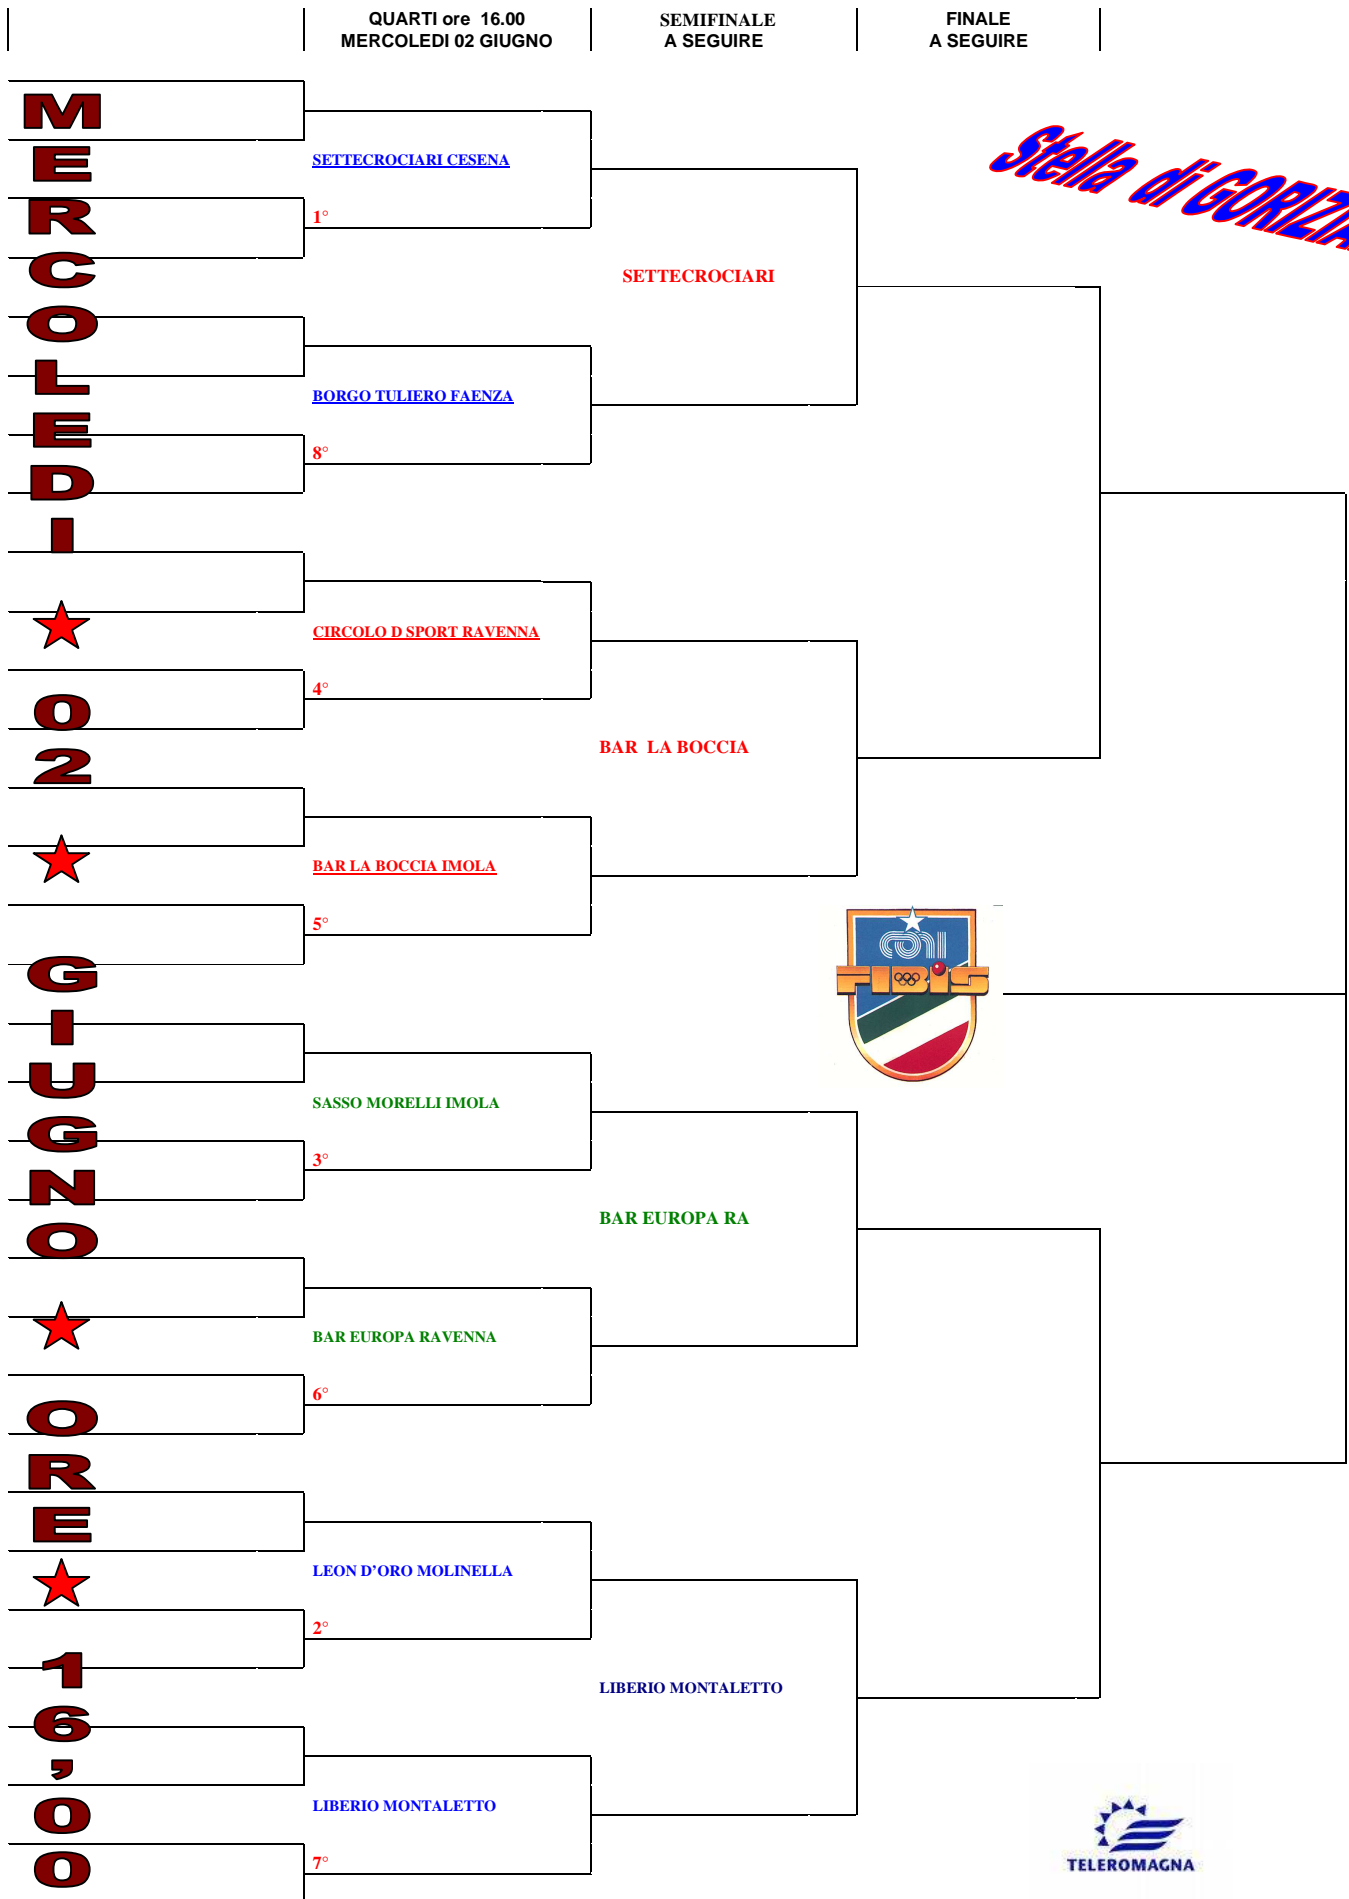 QUARTI ore 16.00
MERCOLEDI 02 GIUGNO
SEMIFINALE
A SEGUIRE
FINALE
A SEGUIRE
MERCOLEDI ★ 02 ★ GIUGNO ★ ORE ★ 16,00
Stella di GORIZIA
SETTECROCIARI CESENA
1°
SETTECROCIARI
BORGO TULIERO FAENZA
8°
CIRCOLO D SPORT RAVENNA
4°
BAR LA BOCCIA
BAR LA BOCCIA IMOLA
5°
CONI
FIBiS
SASSO MORELLI IMOLA
3°
BAR EUROPA RA
BAR EUROPA RAVENNA
6°
LEON D’ORO MOLINELLA
2°
LIBERIO MONTALETTO
LIBERIO MONTALETTO
7°
TELEROMAGNA